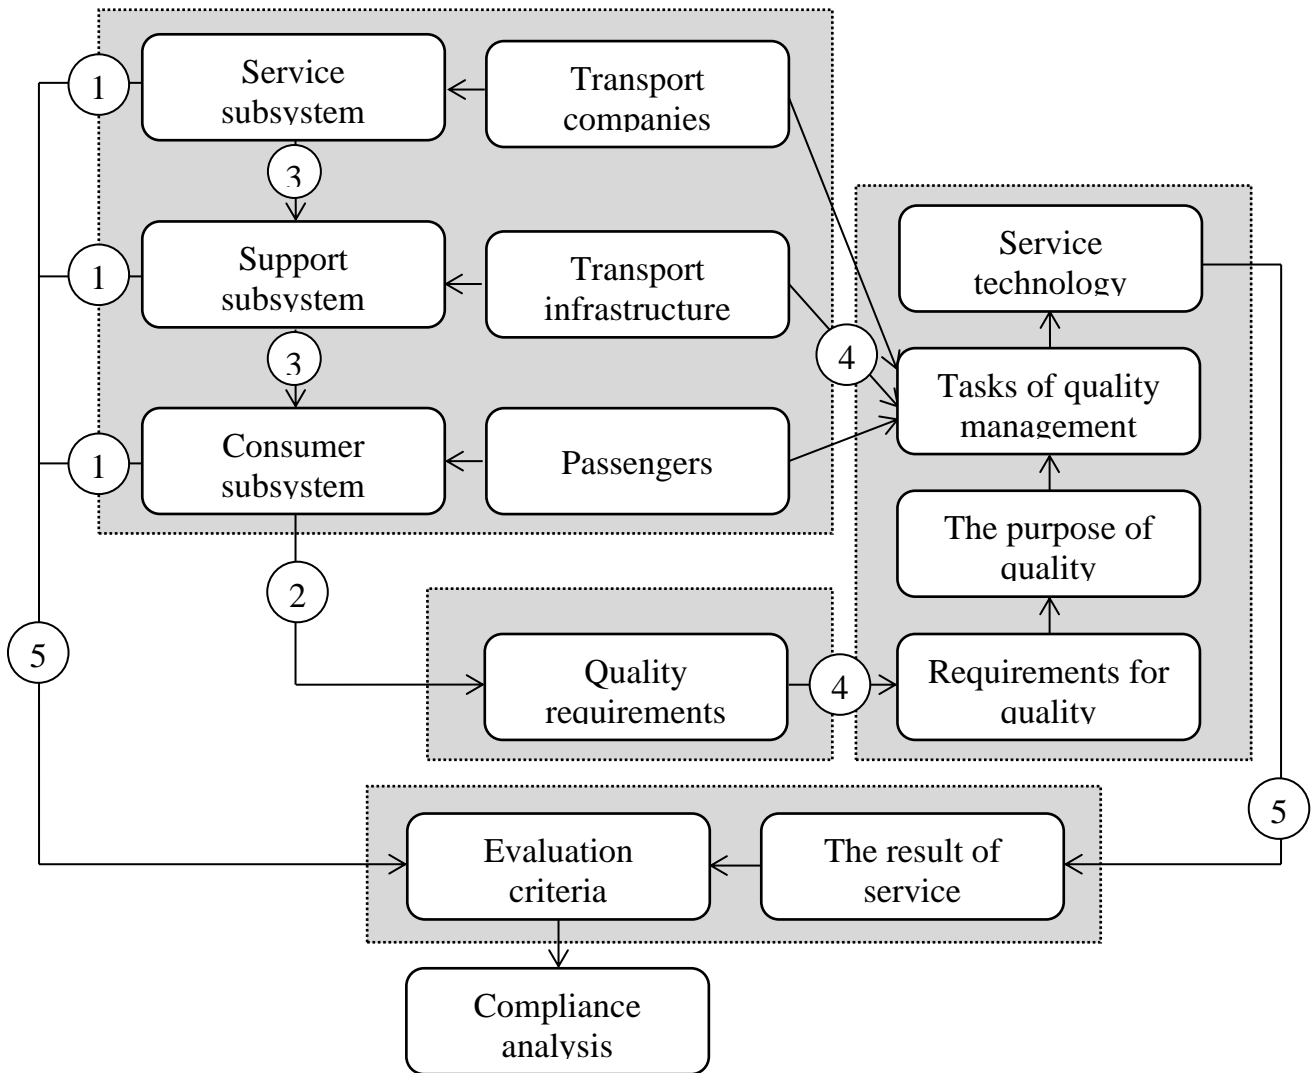 1
Service
subsystem
Transport
companies
3
1
Support
subsystem
Transport
infrastructure
Service
technology
3
4
Tasks of quality
management
1
Consumer
subsystem
Passengers
The purpose of
quality
2
5
Quality
requirements
4
Requirements for
quality
5
Evaluation
criteria
The result of
service
Compliance
analysis